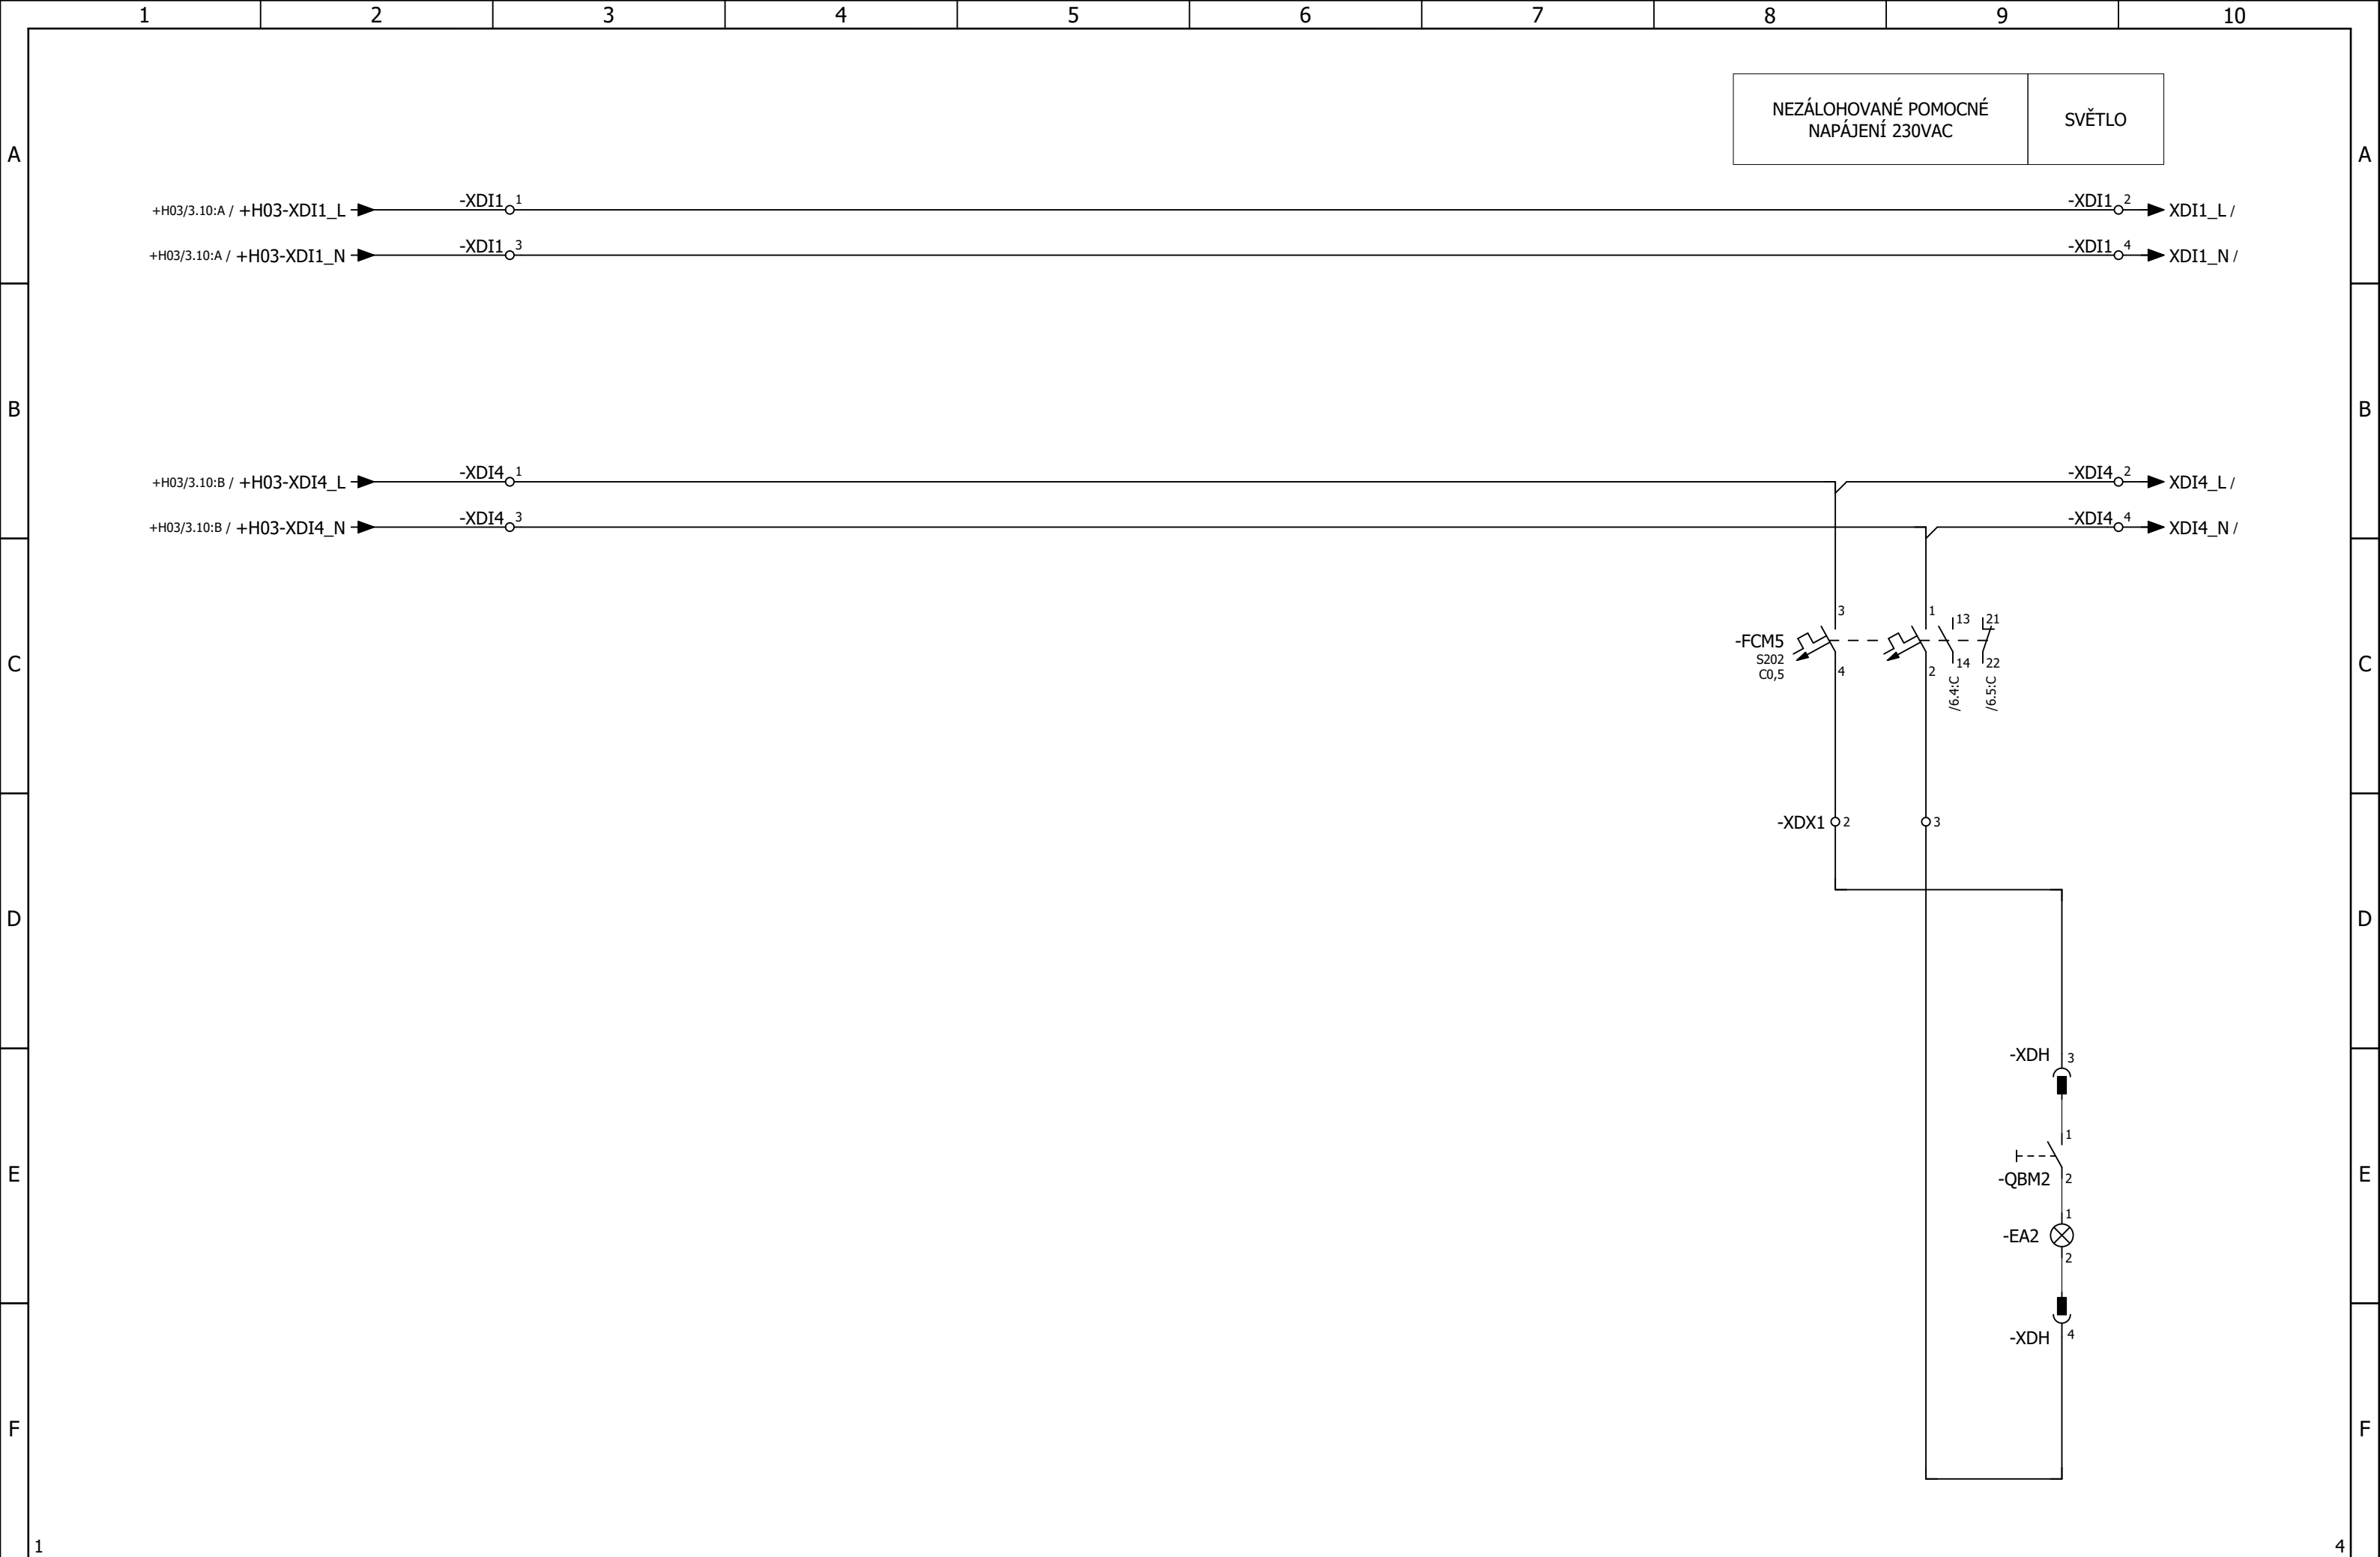 1 2 3 4 5 6 7 8 9 10
NEZÁLOHOVANÉ POMOCNÉ
NAPÁJENÍ 230VAC
SVĚTLO
A A
+H03/3.10:A / +H03-XDI1_L -XDI1 1 -XDI1 2 XDI1_L /
+H03/3.10:A / +H03-XDI1_N -XDI1 3 -XDI1 4 XDI1_N /
B B
+H03/3.10:B / +H03-XDI4_L -XDI4 1 -XDI4 2 XDI4_L /
+H03/3.10:B / +H03-XDI4_N -XDI4 3 -XDI4 4 XDI4_N /
3 1 13 21
-FCM5
S202
C0,5
4 2 14 22
/6.4:C
/6.5:C
C C
-XDX1 2 3
D D
-XDH 3
1
-QBM2 2
E E
1
-EA2
2
-XDH 4
F F
1 4